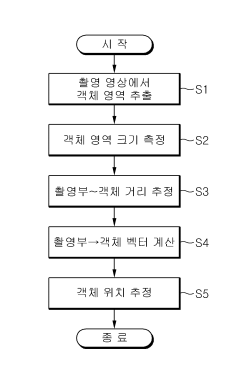 시 작
촬영 영상에서
객체 영역 추출
S1
객체 영역 크기 측정
S2
촬영부~객체 거리 추정
S3
촬영부→객체 벡터 계산
S4
객체 위치 추정
S5
종 료